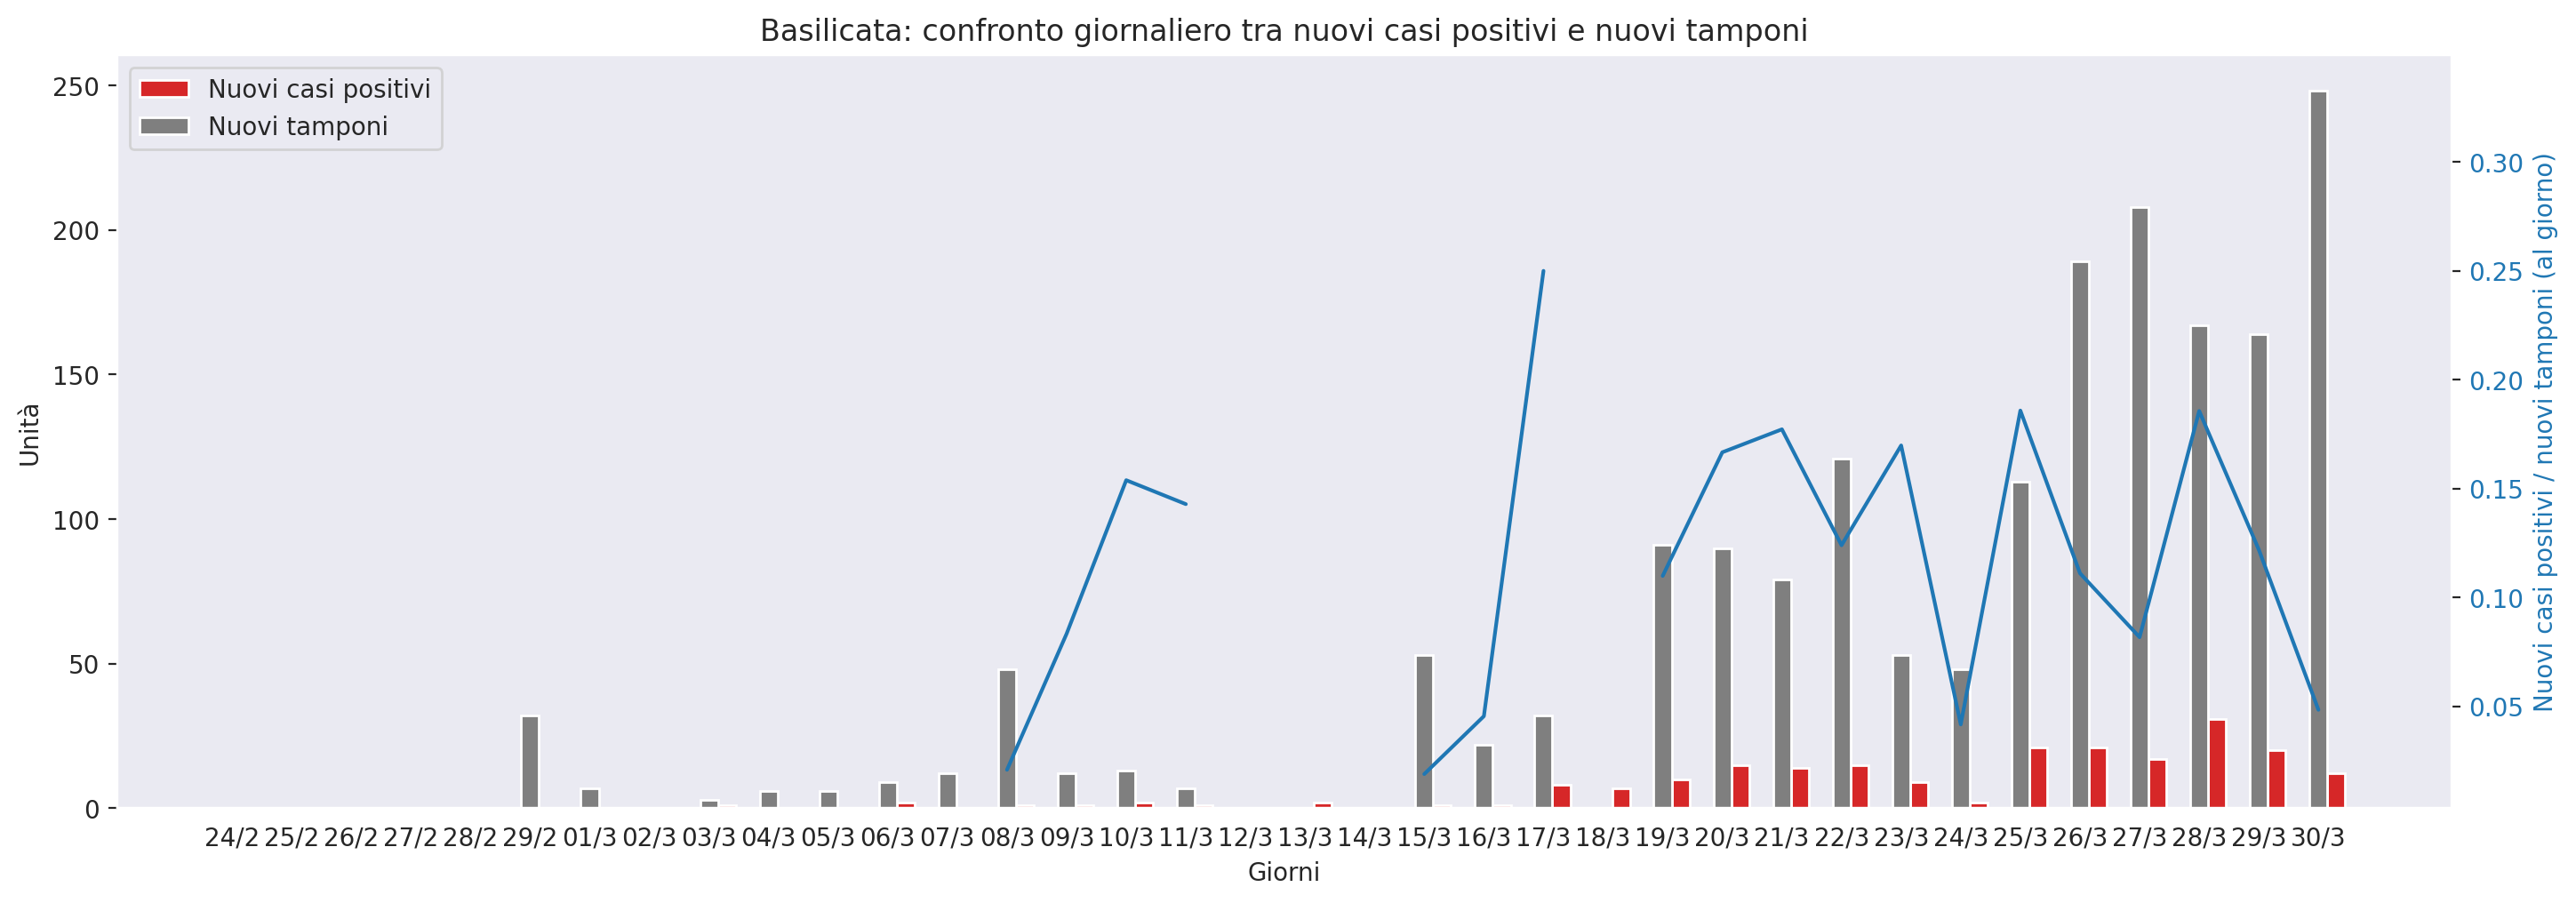 Basilicata: confronto giornaliero tra nuovi casi positivi e nuovi tamponi
Nuovi casi positivi
Nuovi tamponi
250
200
150
100
50
0
Unità
0.30
0.25
0.20
0.15
0.10
0.05
Nuovi casi positivi / nuovi tamponi (al giorno)
24/2 25/2 26/2 27/2 28/2 29/2 01/3 02/3 03/3 04/3 05/3 06/3 07/3 08/3 09/3 10/3 11/3 12/3 13/3 14/3 15/3 16/3 17/3 18/3 19/3 20/3 21/3 22/3 23/3 24/3 25/3 26/3 27/3 28/3 29/3 30/3
Giorni